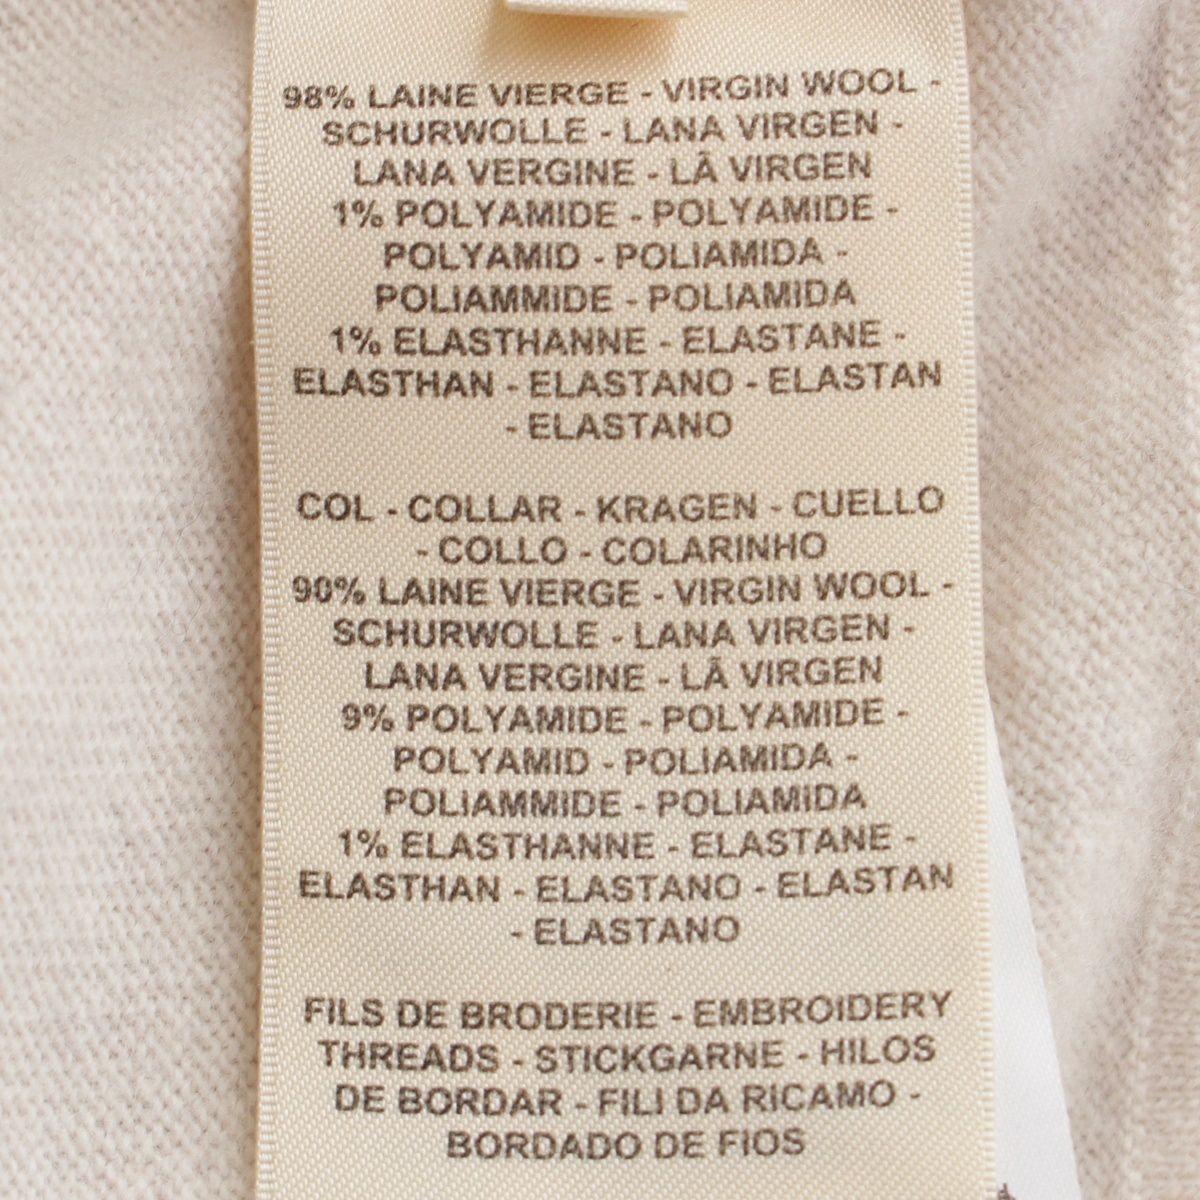 98% LAINE VIERGE - VIRGIN WOOL -
SCHURWOLLE - LANA VIRGEN -
LANA VERGINE - LÃ VIRGEN
1% POLYAMIDE - POLYAMIDE -
POLYAMID - POLIAMIDA -
POLIAMMIDE - POLIAMIDA
1% ELASTHANNE - ELASTANE -
ELASTHAN - ELASTANO - ELASTAN
- ELASTANO
COL - COLLAR - KRAGEN - CUELLO
- COLLO - COLARINHO
90% LAINE VIERGE - VIRGIN WOOL -
SCHURWOLLE - LANA VIRGEN -
LANA VERGINE - LÃ VIRGEN
9% POLYAMIDE - POLYAMIDE -
POLYAMID - POLIAMIDA -
POLIAMMIDE - POLIAMIDA
1% ELASTHANNE - ELASTANE -
ELASTHAN - ELASTANO - ELASTAN
- ELASTANO
FILS DE BRODERIE - EMBROIDERY
THREADS - STICKGARNE - HILOS
DE BORDAR - FILI DA RICAMO -
BORDADO DE FIOS